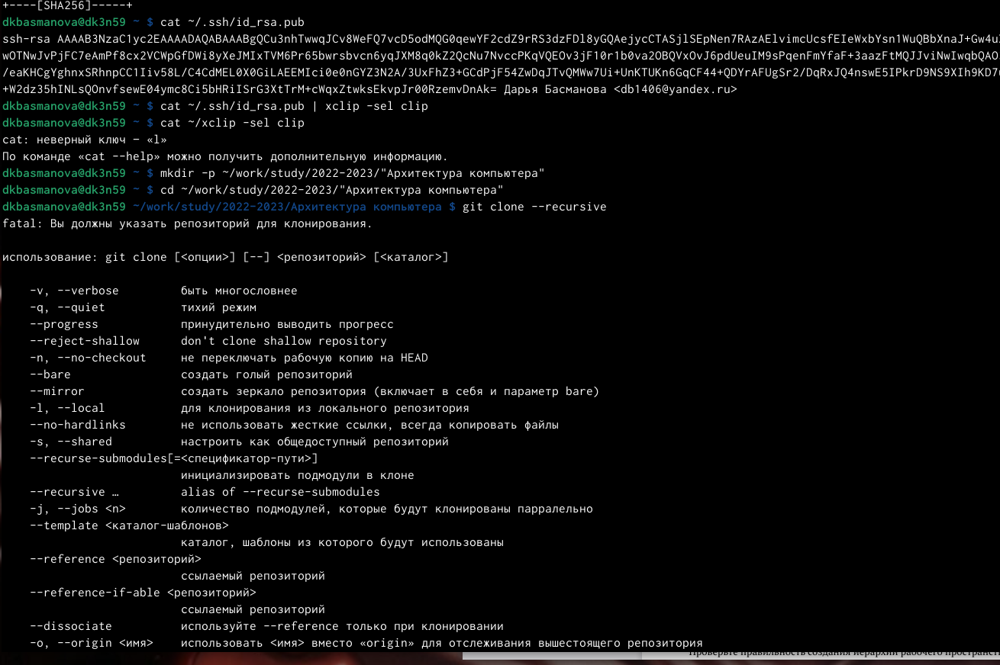 +----[SHA256]-----+
dkbasmanova@dk3n59 ~ $ cat ~/.ssh/id_rsa.pub
ssh-rsa AAAAB3NzaC1yc2EAAAADAQABAAABgQCu3nhTwwqJCv8WeFQ7vcD5odMQG0qewYF2cdZ9rRS3dzFDl8yGQAejycCTASjlSEpNen7RAzAElvimcUcsfEIeWxbYsn1WuQBbXnaJ+Gw4u
wOTNwJvPjFC7eAmPf8cx2VCWpGfDWi8yXeJMIxTVM6Pr65bwrsbvcn6yqJXM8q0kZ2QcNu7NvccPKqVQEOv3jF10r1b0va2OBQVxOvJ6pdUeuIM9sPqenFmYfaF+3aazFtMQJJviNwIwqbQAO
/eaKHCgYghnxSRhnpCC1Iiv58L/C4CdMEL0X0GiLAEEMIci0e0nGYZ3N2A/3UxFhZ3+GCdPjF54ZwDqJTvQMWw7Ui+UnKTUKn6GqCF44+QDYrAFUgSr2/DqRxJQ4nswE5IPkrD9NS9XIh9KD7
+W2dz35hINLsQOnvfsewE04ymc8Ci5bHRiISrG3XtTrM+cWqxZtwksEkvpJr00RzemvDnAk= Дарья Басманова <db1406@yandex.ru>
dkbasmanova@dk3n59 ~ $ cat ~/.ssh/id_rsa.pub | xclip -sel clip
dkbasmanova@dk3n59 ~ $ cat ~/xclip -sel clip
cat: неверный ключ — «l»
По команде «cat --help» можно получить дополнительную информацию.
dkbasmanova@dk3n59 ~ $ mkdir -p ~/work/study/2022-2023/"Архитектура компьютера"
dkbasmanova@dk3n59 ~ $ cd ~/work/study/2022-2023/"Архитектура компьютера"
dkbasmanova@dk3n59 ~/work/study/2022-2023/Архитектура компьютера $ git clone --recursive
fatal: Вы должны указать репозиторий для клонирования.
использование: git clone [<опции>] [--] <репозиторий> [<каталог>]
-v, --verbose быть многословнее
-q, --quiet тихий режим
--progress принудительно выводить прогресс
--reject-shallow don't clone shallow repository
-n, --no-checkout не переключать рабочую копию на HEAD
--bare создать голый репозиторий
--mirror создать зеркало репозитория (включает в себя и параметр bare)
-l, --local для клонирования из локального репозитория
--no-hardlinks не использовать жесткие ссылки, всегда копировать файлы
-s, --shared настроить как общедоступный репозиторий
--recurse-submodules[=<спецификатор-пути>]
инициализировать подмодули в клоне
--recursive … alias of --recurse-submodules
-j, --jobs <n> количество подмодулей, которые будут клонированы парралельно
--template <каталог-шаблонов>
каталог, шаблоны из которого будут использованы
--reference <репозиторий>
ссылаемый репозиторий
--reference-if-able <репозиторий>
ссылаемый репозиторий
--dissociate используйте --reference только при клонировании
-o, --origin <имя> использовать <имя> вместо «origin» для отслеживания вышестоящего репозитория
Проверьте правильность создания иерархии рабочего